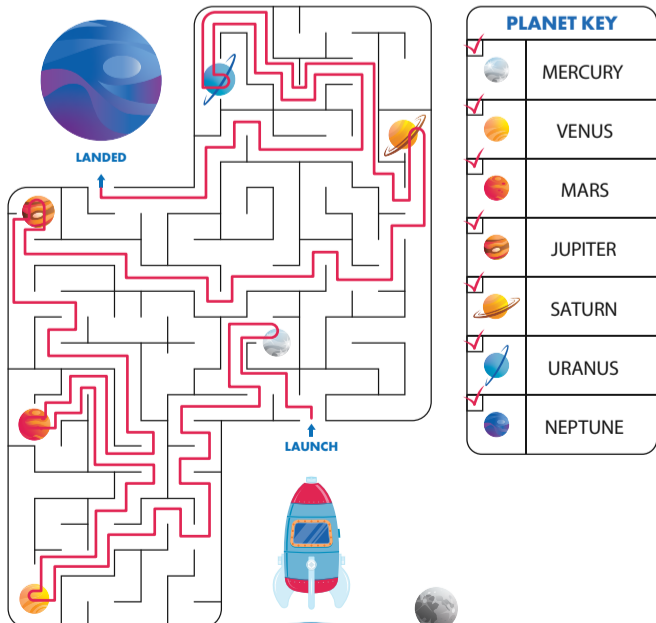 LANDED
LAUNCH
PLANET KEY
MERCURY
VENUS
MARS
JUPITER
SATURN
URANUS
NEPTUNE